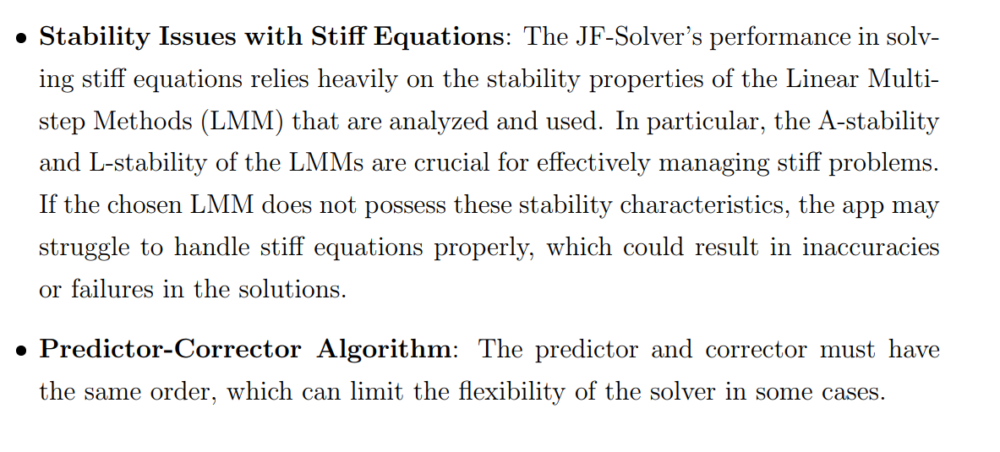 • Stability Issues with Stiff Equations: The JF-Solver's performance in solv-
ing stiff equations relies heavily on the stability properties of the Linear Multi-
step Methods (LMM) that are analyzed and used. In particular, the A-stability
and L-stability of the LMMs are crucial for effectively managing stiff problems.
If the chosen LMM does not possess these stability characteristics, the app may
struggle to handle stiff equations properly, which could result in inaccuracies
or failures in the solutions.
• Predictor-Corrector Algorithm: The predictor and corrector must have
the same order, which can limit the flexibility of the solver in some cases.